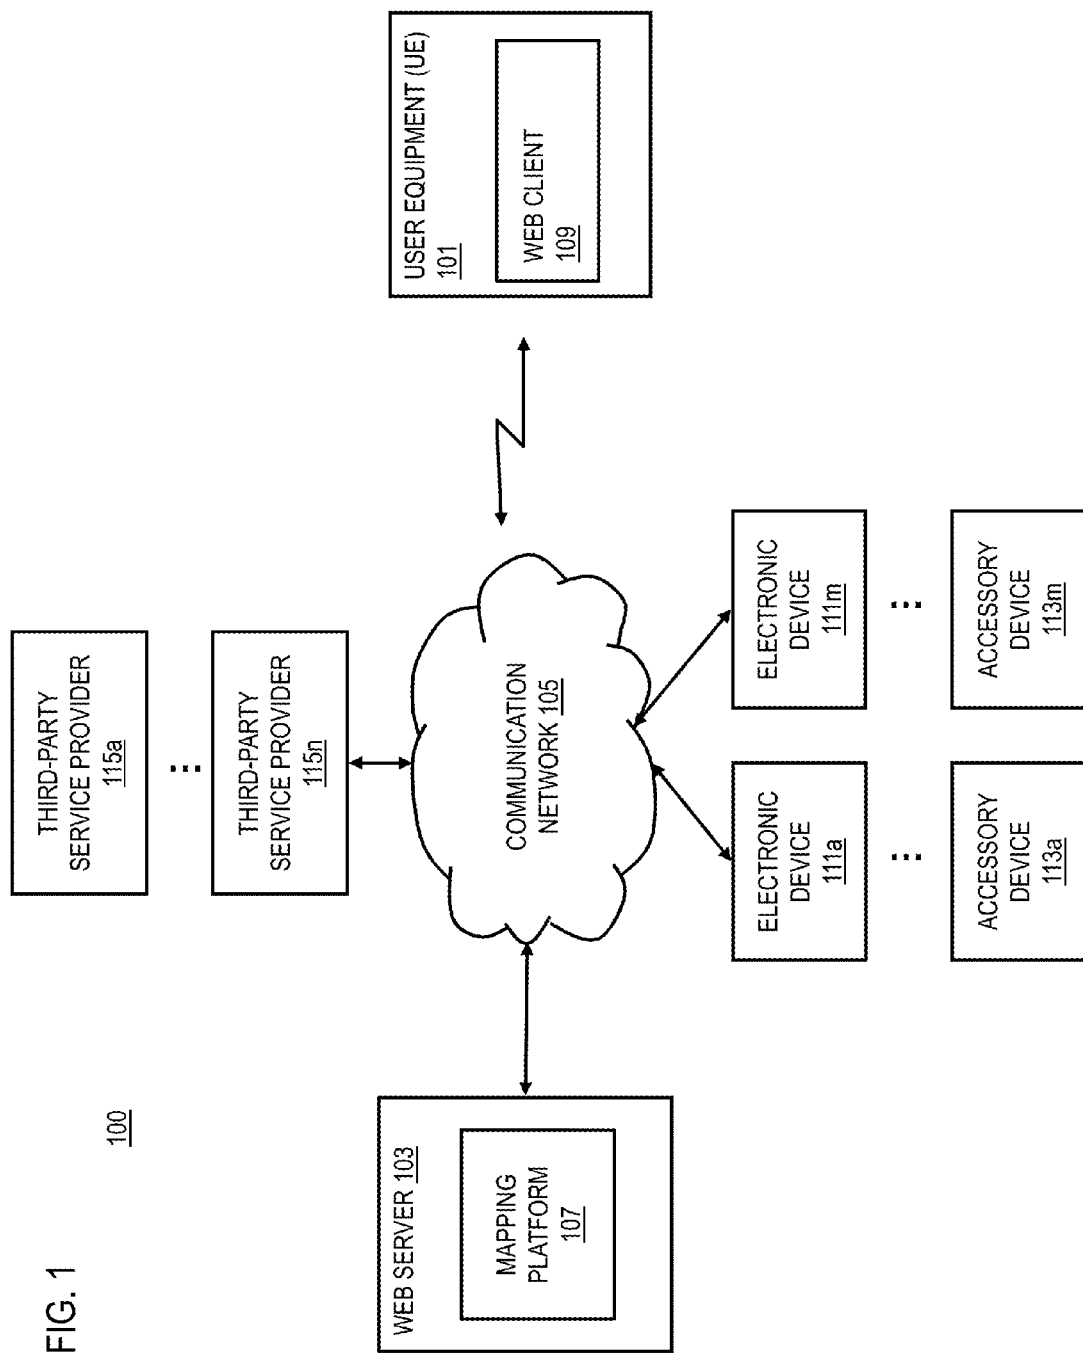 FIG. 1
100
WEB SERVER 103
MAPPING
PLATFORM
107
THIRD-PARTY
SERVICE PROVIDER
115a
...
THIRD-PARTY
SERVICE PROVIDER
115n
COMMUNICATION
NETWORK 105
USER EQUIPMENT (UE)
101
WEB CLIENT
109
ELECTRONIC
DEVICE
111a
...
ACCESSORY
DEVICE
113a
ELECTRONIC
DEVICE
111m
...
ACCESSORY
DEVICE
113m